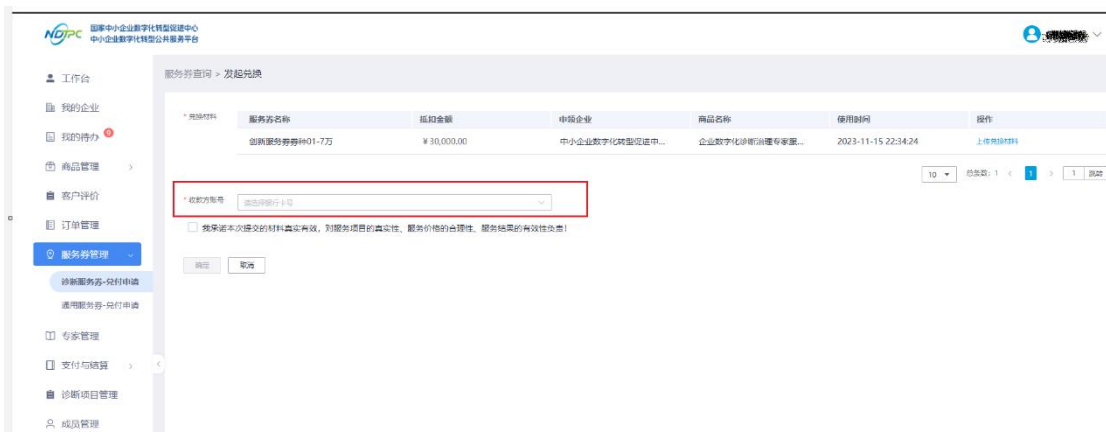 NDTPC 国家中小企业数字化转型促进中心
中小企业数字化转型公共服务平台
工作台
我的企业
我的待办 6
商品管理
客户评价
订单管理
服务券管理
诊断服务券-兑付申请
通用服务券-兑付申请
专家管理
支付与结算
诊断项目管理
成员管理
服务券查询 > 发起兑换
* 兑换材料
服务券名称 抵扣金额 申领企业 商品名称 使用时间 操作
创新服务券券种01-7万 ¥30,000.00 中小企业数字化转型促进中... 企业数字化诊断治理专家服... 2023-11-15 22:34:24 上传兑换材料
10 总条数: 1 < 1 > 1 跳转
* 收款方账号 请选择银行卡号
我承诺本次提交的材料真实有效，对服务项目的真实性、服务价格的合理性、服务结果的有效性负责！
确定 取消